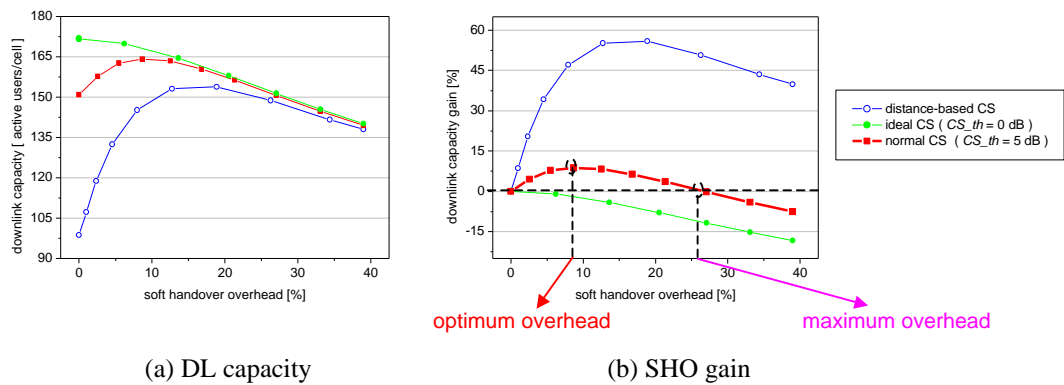 175
165
150
135
120
105
90
0
10
20
30
40
downlink capacity [ active users/cell ]
soft handover overhead [%]
60
45
30
15
0
-15
0
10
20
30
40
downlink capacity gain [%]
soft handover overhead [%]
distance-based CS
ideal CS ( CS_th = 0 dB )
normal CS ( CS_th = 5 dB )
optimum overhead
maximum overhead
(a) DL capacity
(b) SHO gain